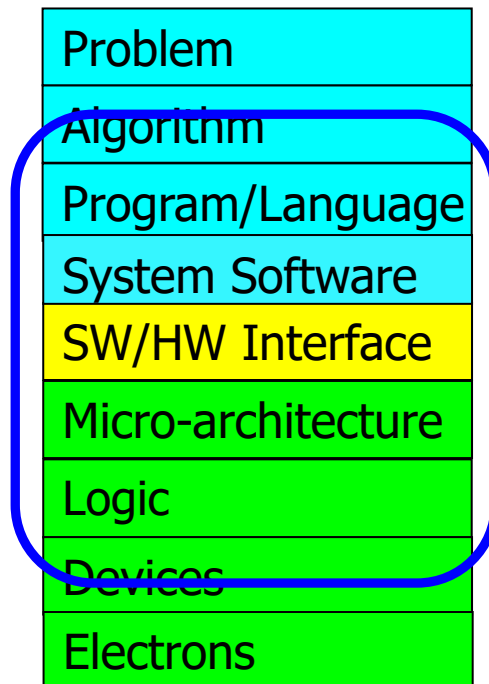 Problem
Algorithm
Program/Language
System Software
SW/HW Interface
Micro-architecture
Logic
Devices
Electrons